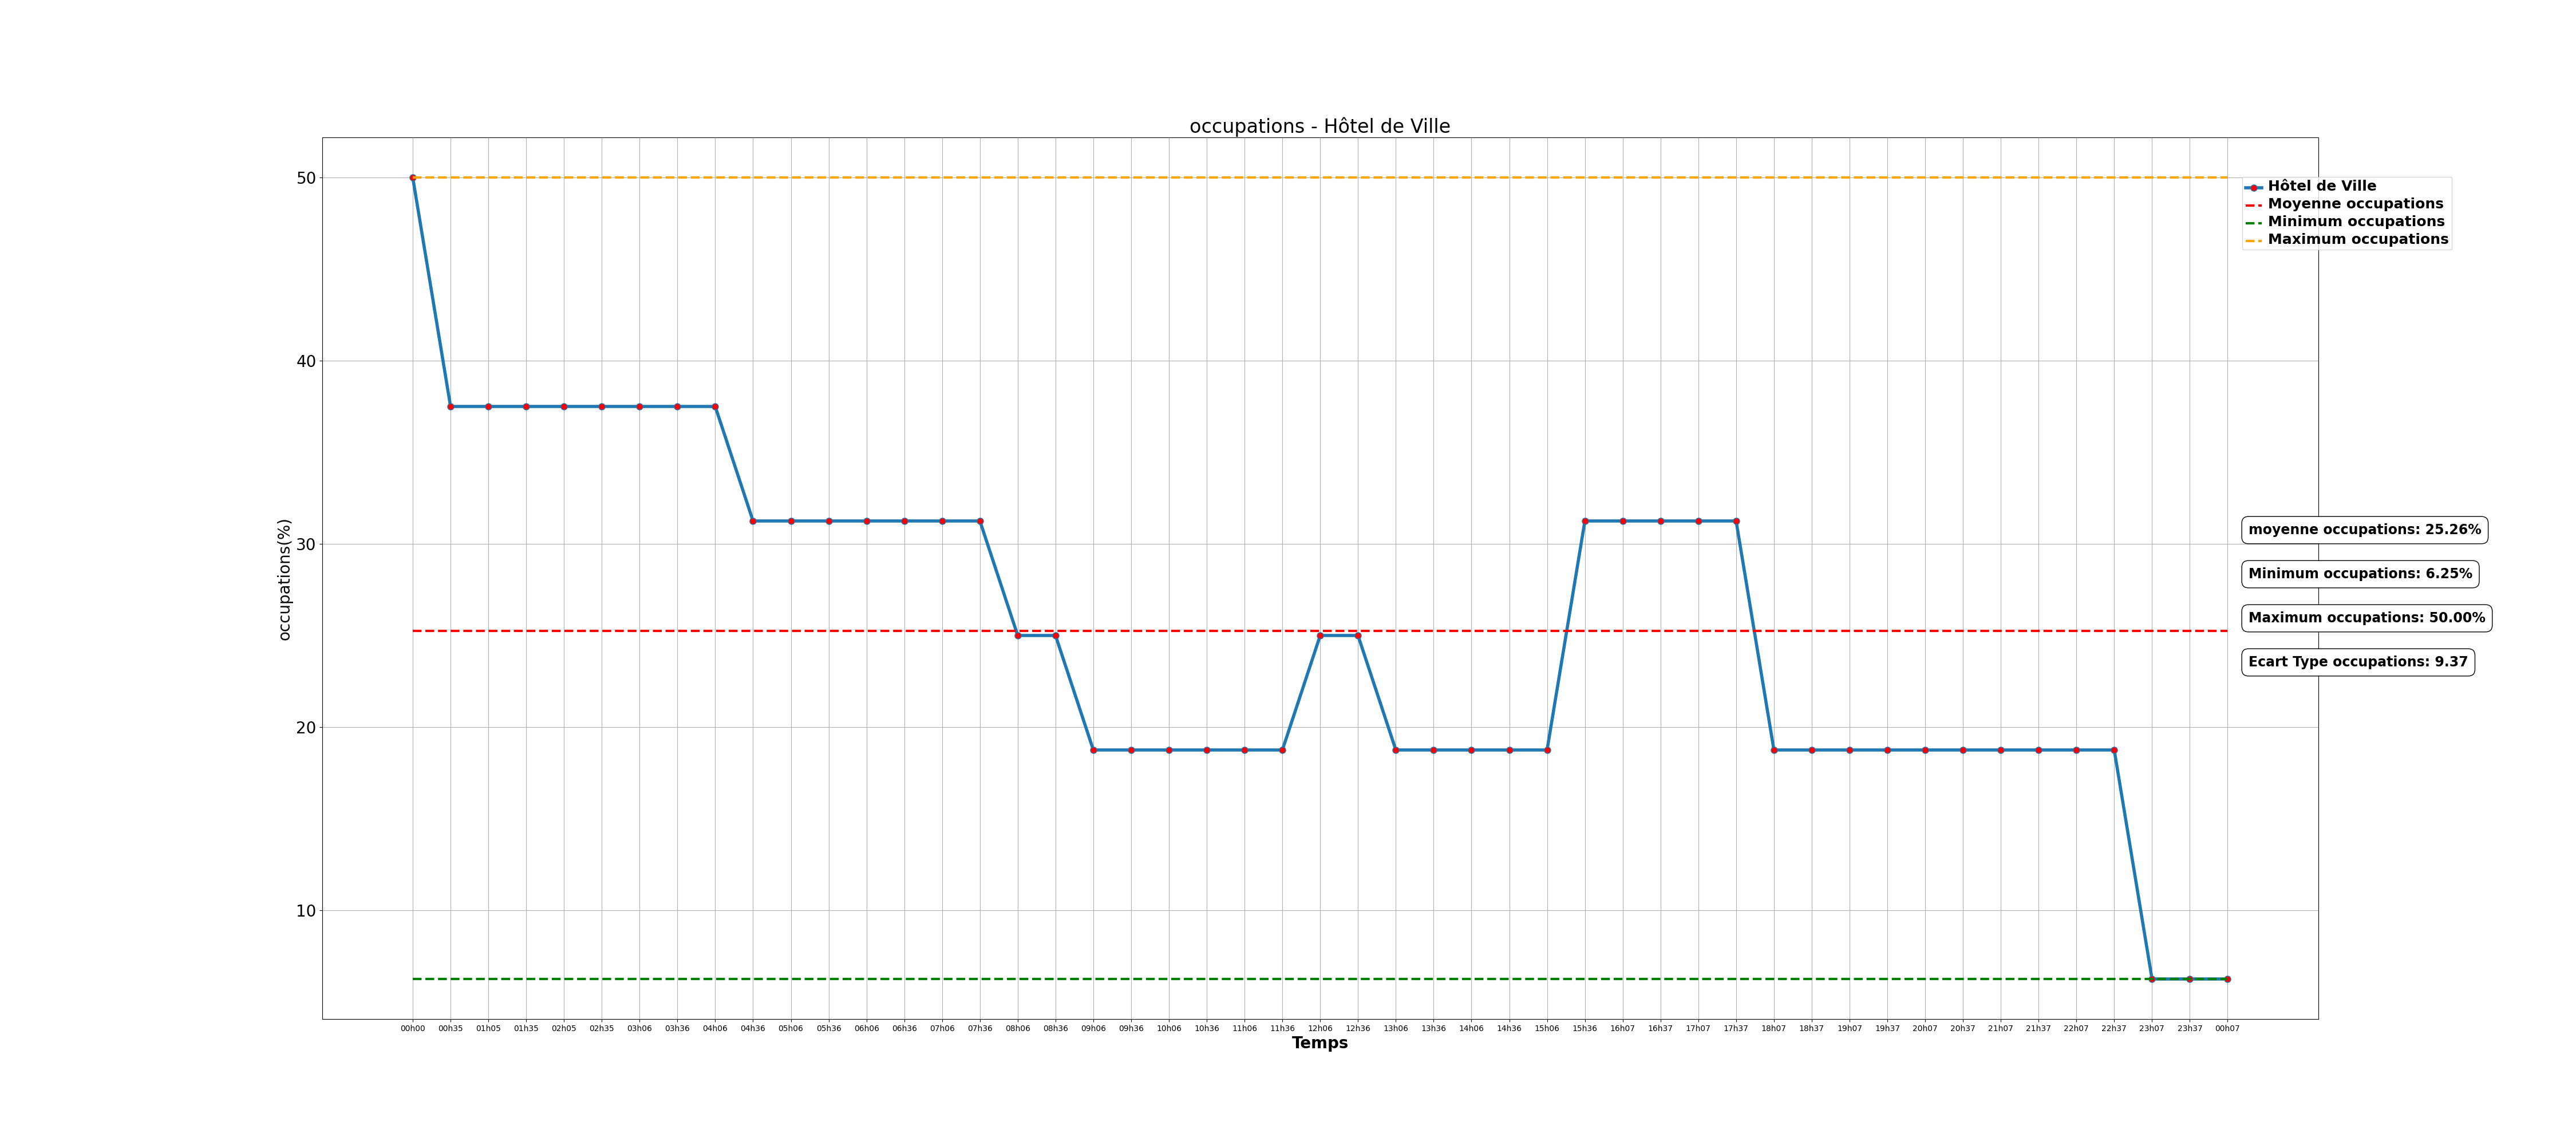 occupations - Hôtel de Ville
50
40
30
20
10
occupations(%)
Hôtel de Ville
Moyenne occupations
Minimum occupations
Maximum occupations
moyenne occupations: 25.26%
Minimum occupations: 6.25%
Maximum occupations: 50.00%
Ecart Type occupations: 9.37
00h00 00h35 01h05 01h35 02h05 02h35 03h06 03h36 04h06 04h36 05h06 05h36 06h06 06h36 07h06 07h36 08h06 08h36 09h06 09h36 10h06 10h36 11h06 11h36 12h06 12h36 13h06 13h36 14h06 14h36 15h06 15h36 16h07 16h37 17h07 17h37 18h07 18h37 19h07 19h37 20h07 20h37 21h07 21h37 22h07 22h37 23h07 23h37 00h07
Temps